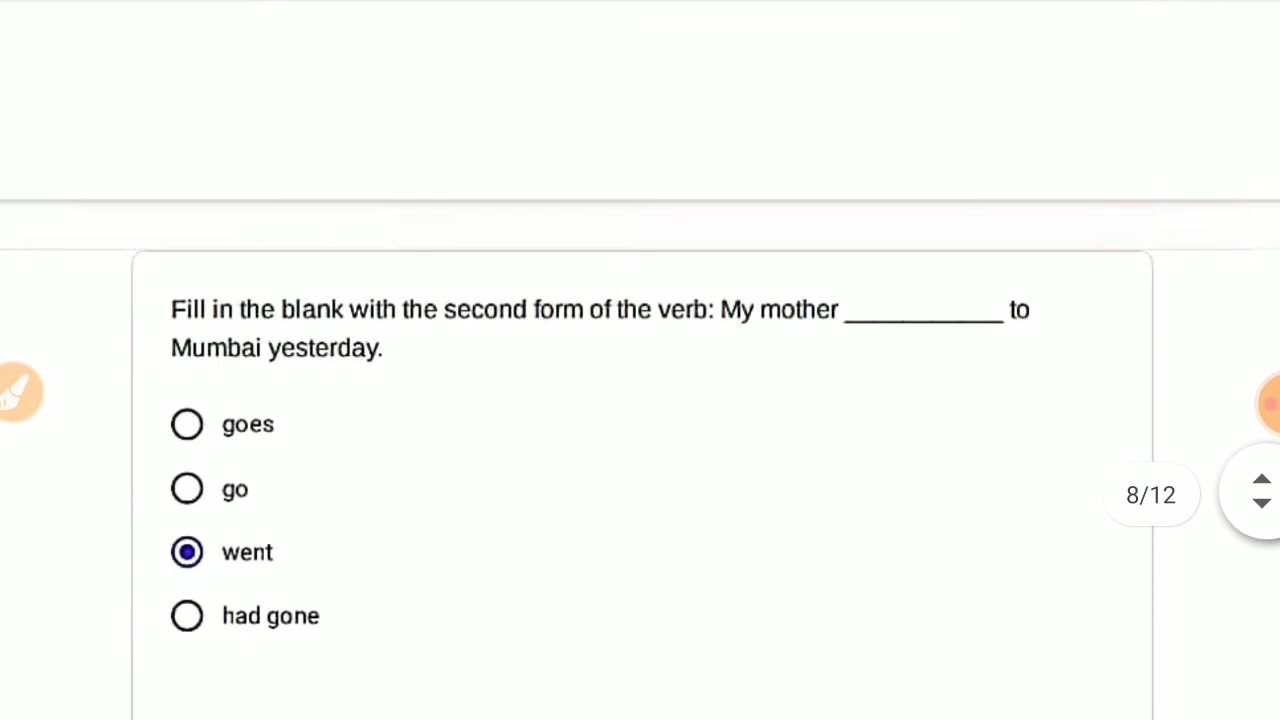 Fill in the blank with the second form of the verb: My mother ____________ to
Mumbai yesterday.
goes
go
went
had gone
8/12